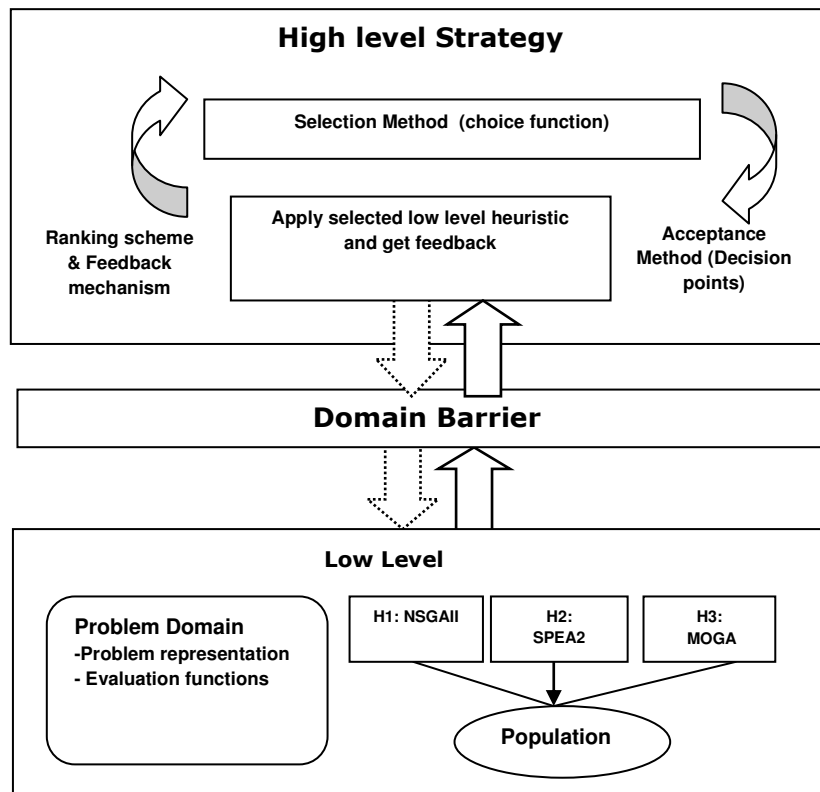 High level Strategy
Selection Method (choice function)
Apply selected low level heuristic
and get feedback
Ranking scheme
& Feedback
mechanism
Acceptance
Method (Decision
points)
Domain Barrier
Low Level
Problem Domain
-Problem representation
- Evaluation functions
H1: NSGAII
H2:
SPEA2
H3:
MOGA
Population